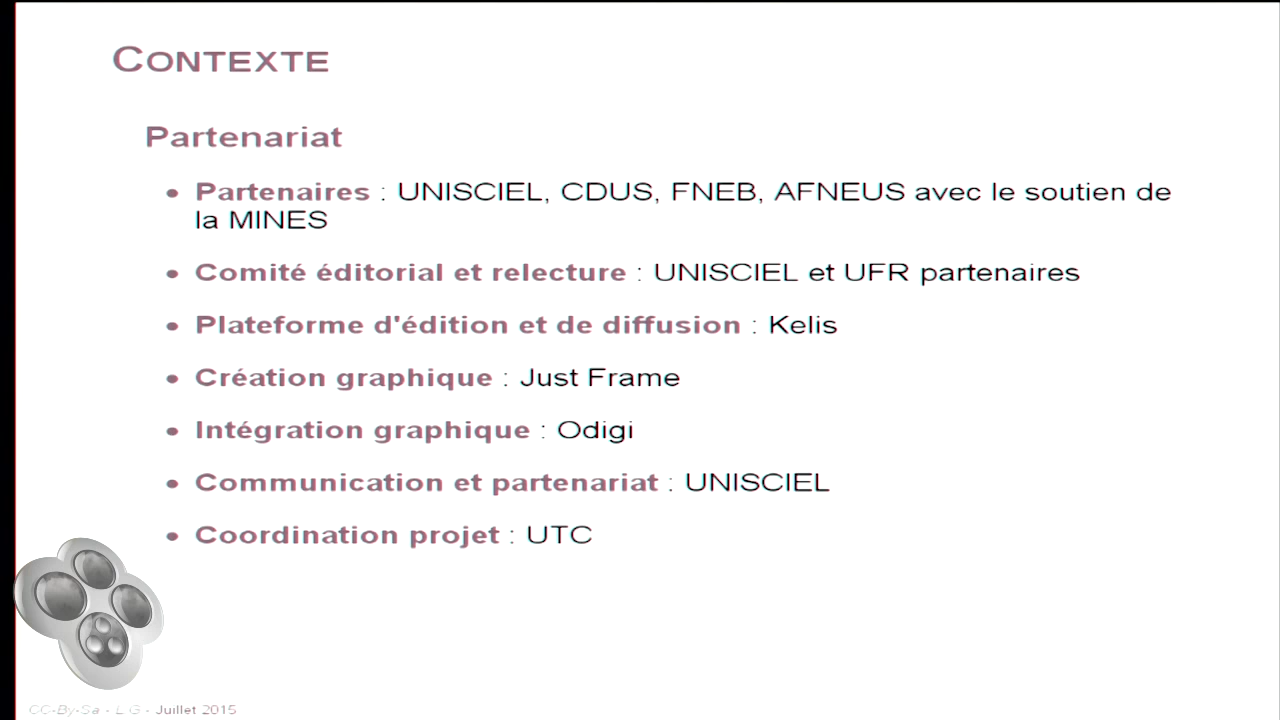 CONTEXTE
Partenariat
• Partenaires : UNISCIEL, CDUS, FNEB, AFNEUS avec le soutien de
la MINES
• Comité éditorial et relecture : UNISCIEL et UFR partenaires
• Plateforme d'édition et de diffusion : Kelis
• Création graphique : Just Frame
• Intégration graphique : Odigi
• Communication et partenariat : UNISCIEL
• Coordination projet : UTC
CC-By-Sa - LG - Juillet 2015